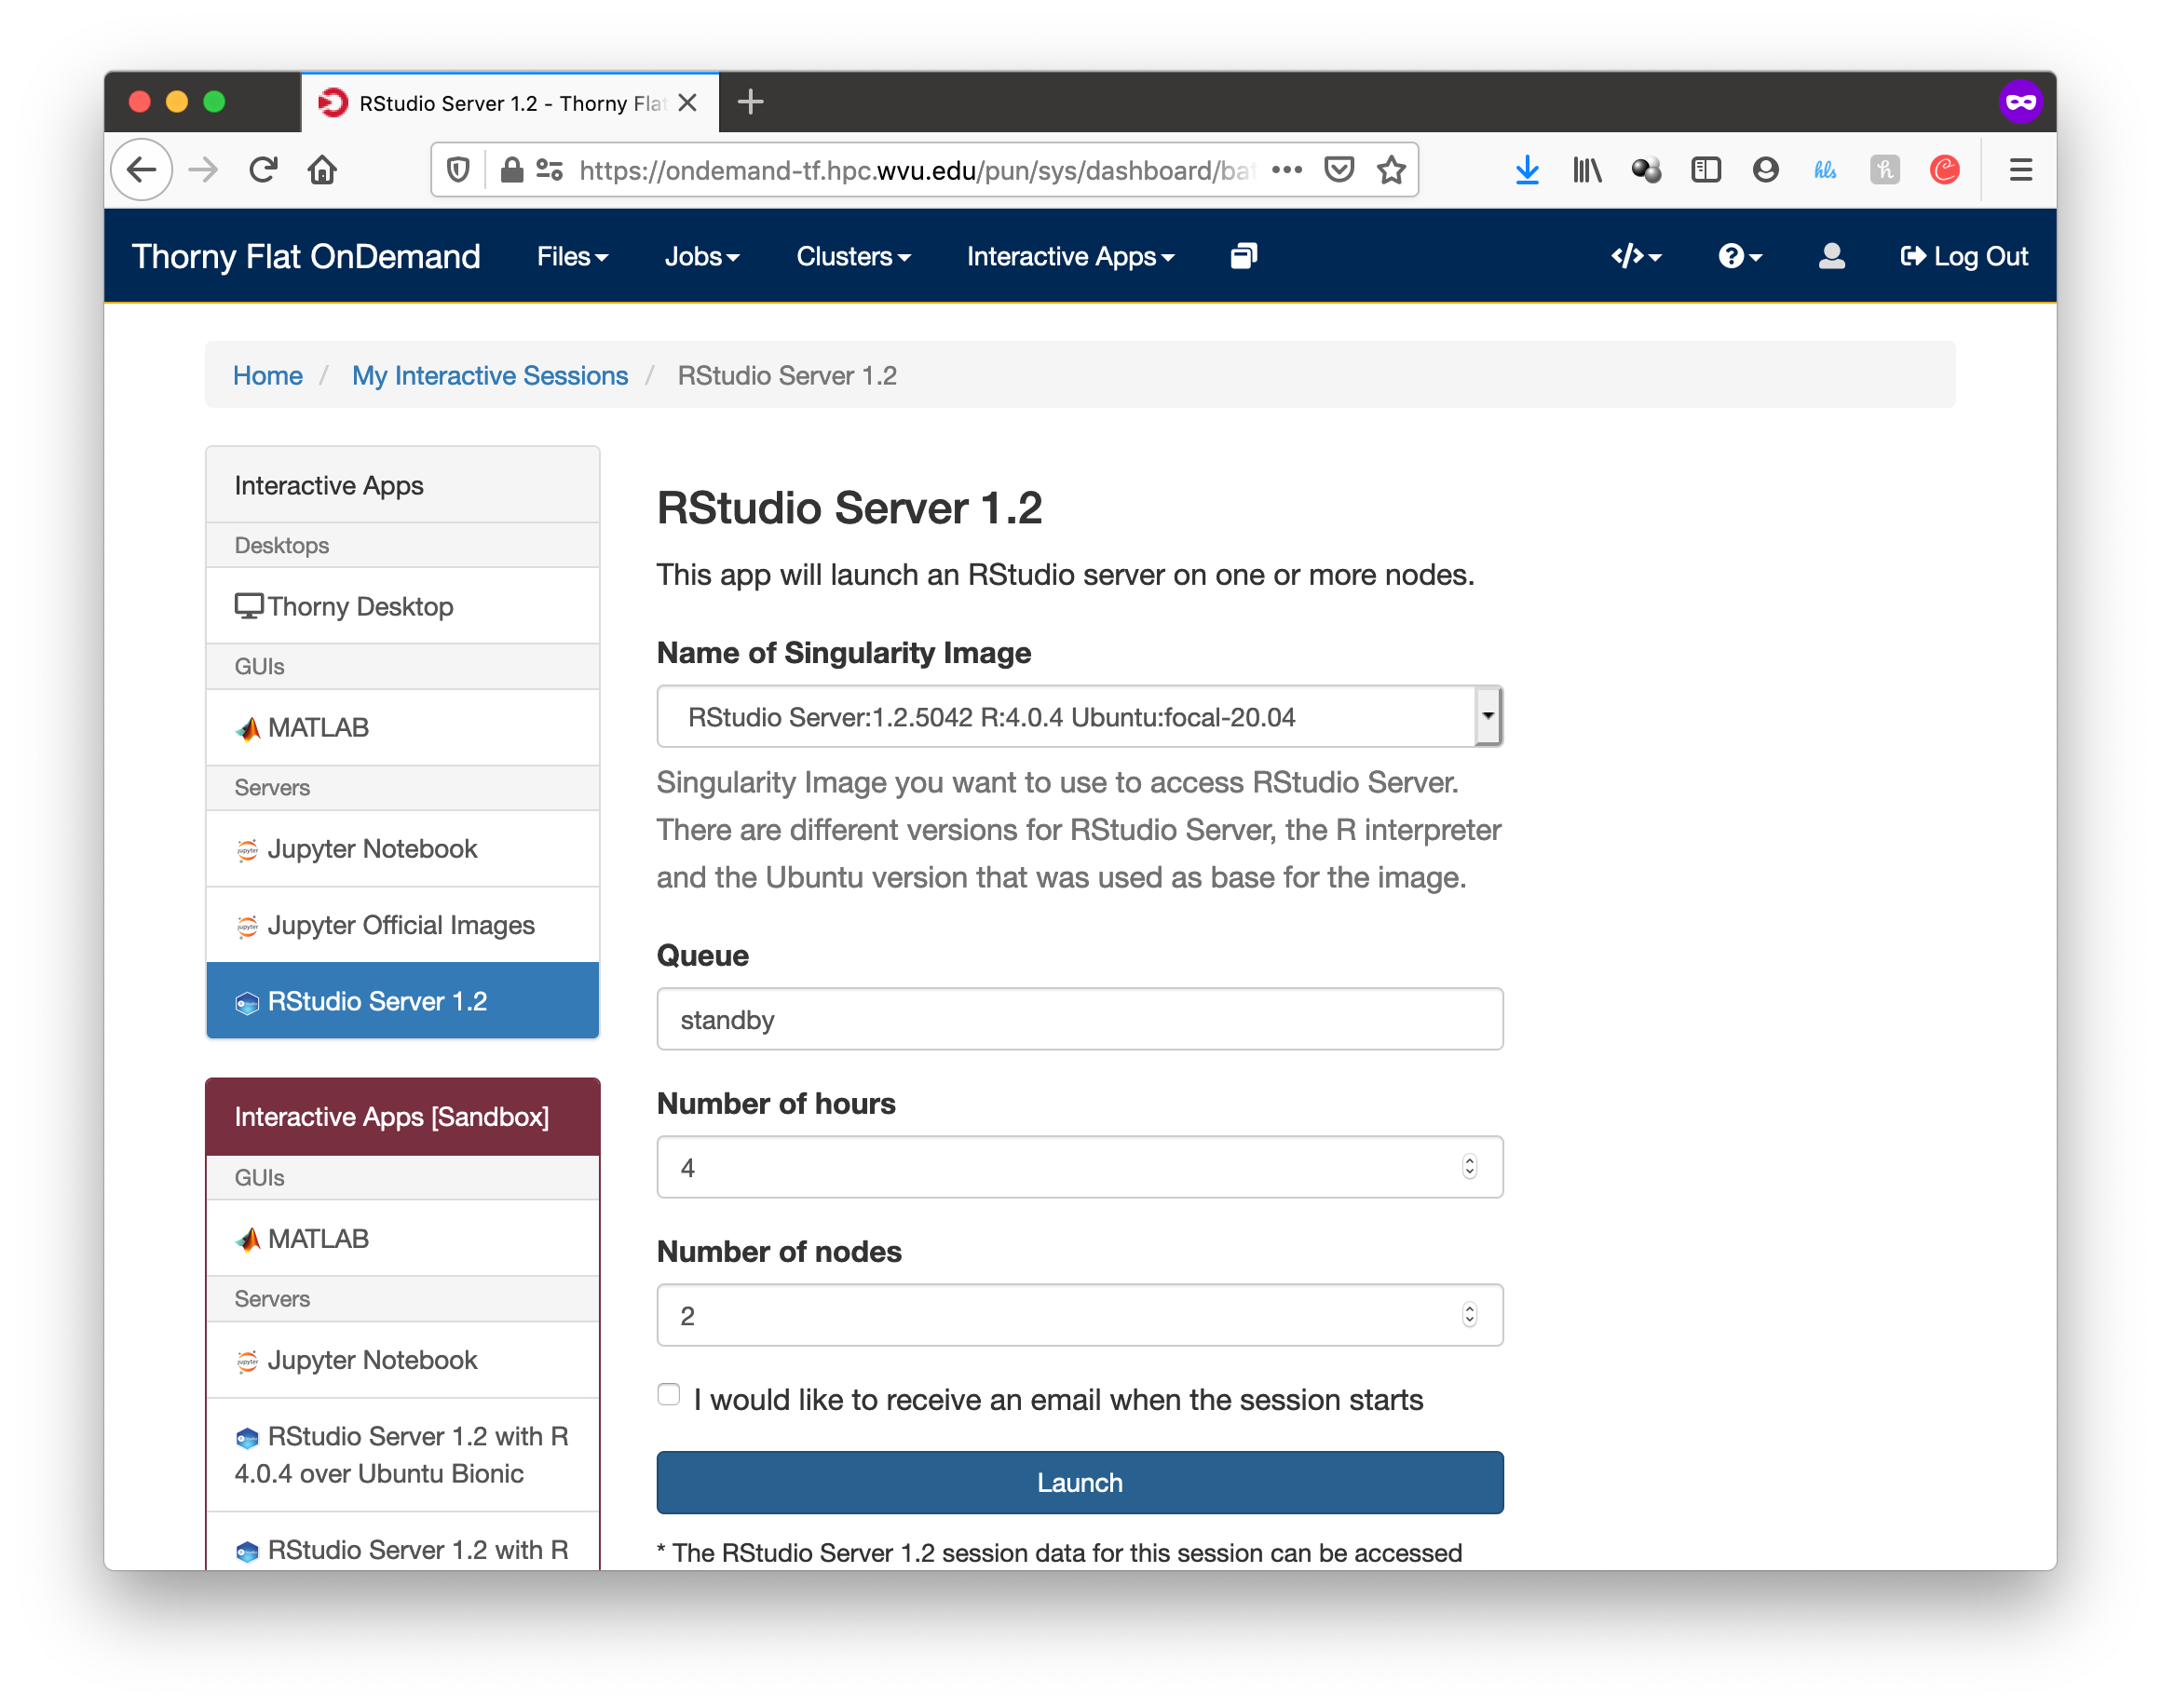 RStudio Server 1.2 - Thorny Flat
https://ondemand-tf.hpc.wvu.edu/pun/sys/dashboard/bat
hls
h
Thorny Flat OnDemand
Files
Jobs
Clusters
Interactive Apps
</>
Log Out
Home / My Interactive Sessions / RStudio Server 1.2
Interactive Apps
Desktops
Thorny Desktop
GUIs
MATLAB
Servers
Jupyter Notebook
Jupyter Official Images
RStudio Server 1.2
Interactive Apps [Sandbox]
GUIs
MATLAB
Servers
Jupyter Notebook
RStudio Server 1.2 with R
4.0.4 over Ubuntu Bionic
RStudio Server 1.2 with R
RStudio Server 1.2
This app will launch an RStudio server on one or more nodes.
Name of Singularity Image
RStudio Server:1.2.5042 R:4.0.4 Ubuntu:focal-20.04
Singularity Image you want to use to access RStudio Server.
There are different versions for RStudio Server, the R interpreter
and the Ubuntu version that was used as base for the image.
Queue
standby
Number of hours
4
Number of nodes
2
I would like to receive an email when the session starts
Launch
* The RStudio Server 1.2 session data for this session can be accessed